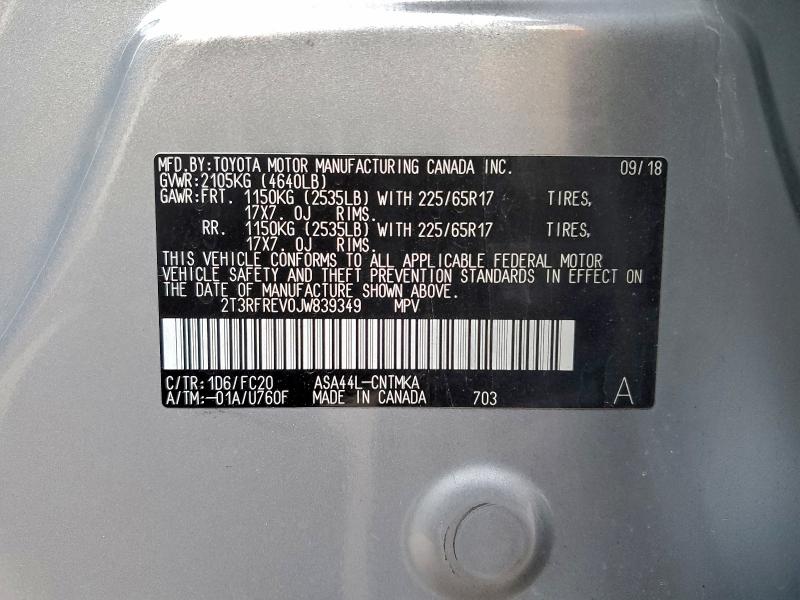 MFD.BY:TOYOTA MOTOR MANUFACTURING CANADA INC. 09/18
GVWR:2105KG (4640LB)
GAWR:FRT. 1150KG (2535LB) WITH 225/65R17 TIRES,
17X7.0J RIMS.
RR. 1150KG (2535LB) WITH 225/65R17 TIRES,
17X7.0J RIMS.
THIS VEHICLE CONFORMS TO ALL APPLICABLE FEDERAL MOTOR
VEHICLE SAFETY AND THEFT PREVENTION STANDARDS IN EFFECT ON
THE DATE OF MANUFACTURE SHOWN ABOVE.
2T3RFREV0JW839349 MPV
C/TR:1D6/FC20 ASA44L-CNTMKA
A/TM:-01A/U760F MADE IN CANADA 703 A